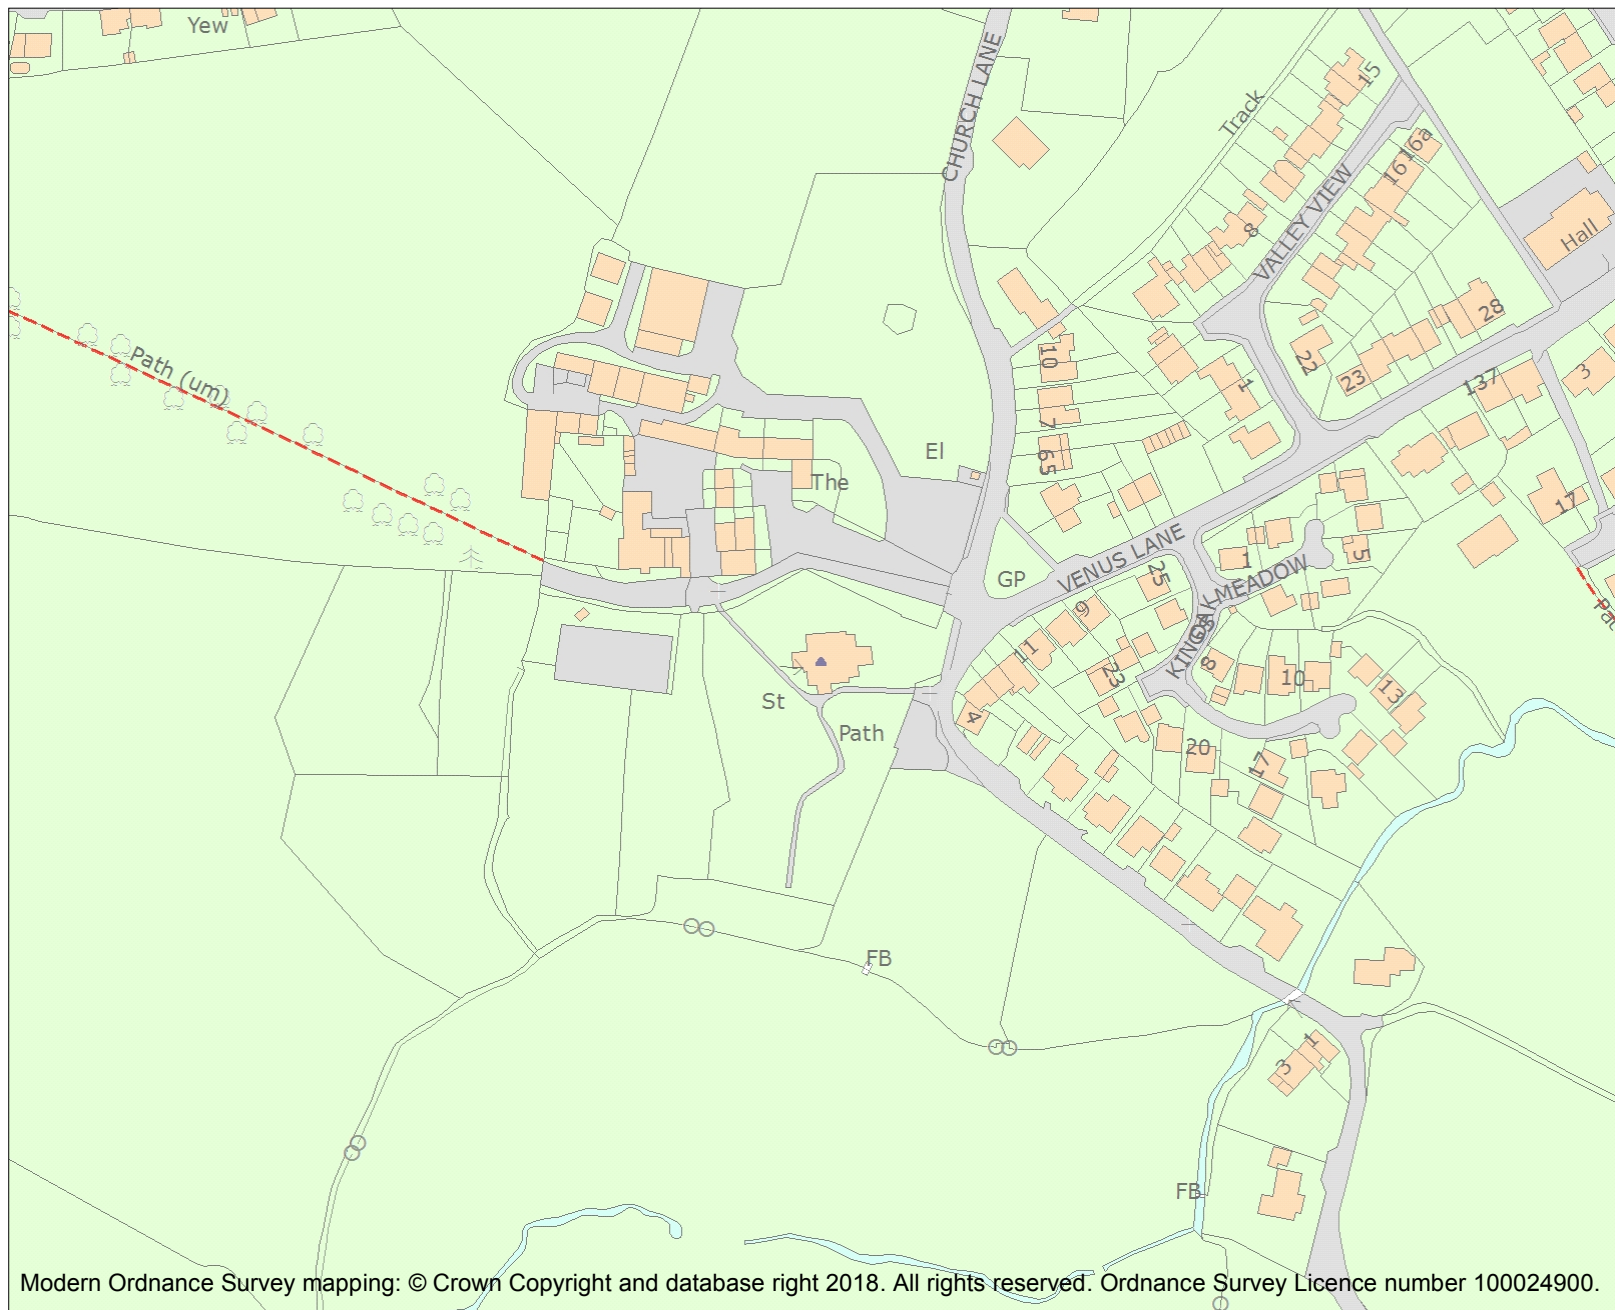 Yew
CHURCH LANE
Track
15
16a
16
VALLEY VIEW
8
Hall
Path (um)
10
28
22
23
137
3
1
7
6 5
El
The
17
VENUS LANE
GP
25
1
5
OAK MEADOW
KINGS
9
11
8
23
10
13
St
4
Path
20
17
FB
1
3
FB
Modern Ordnance Survey mapping: © Crown Copyright and database right 2018. All rights reserved. Ordnance Survey Licence number 100024900.